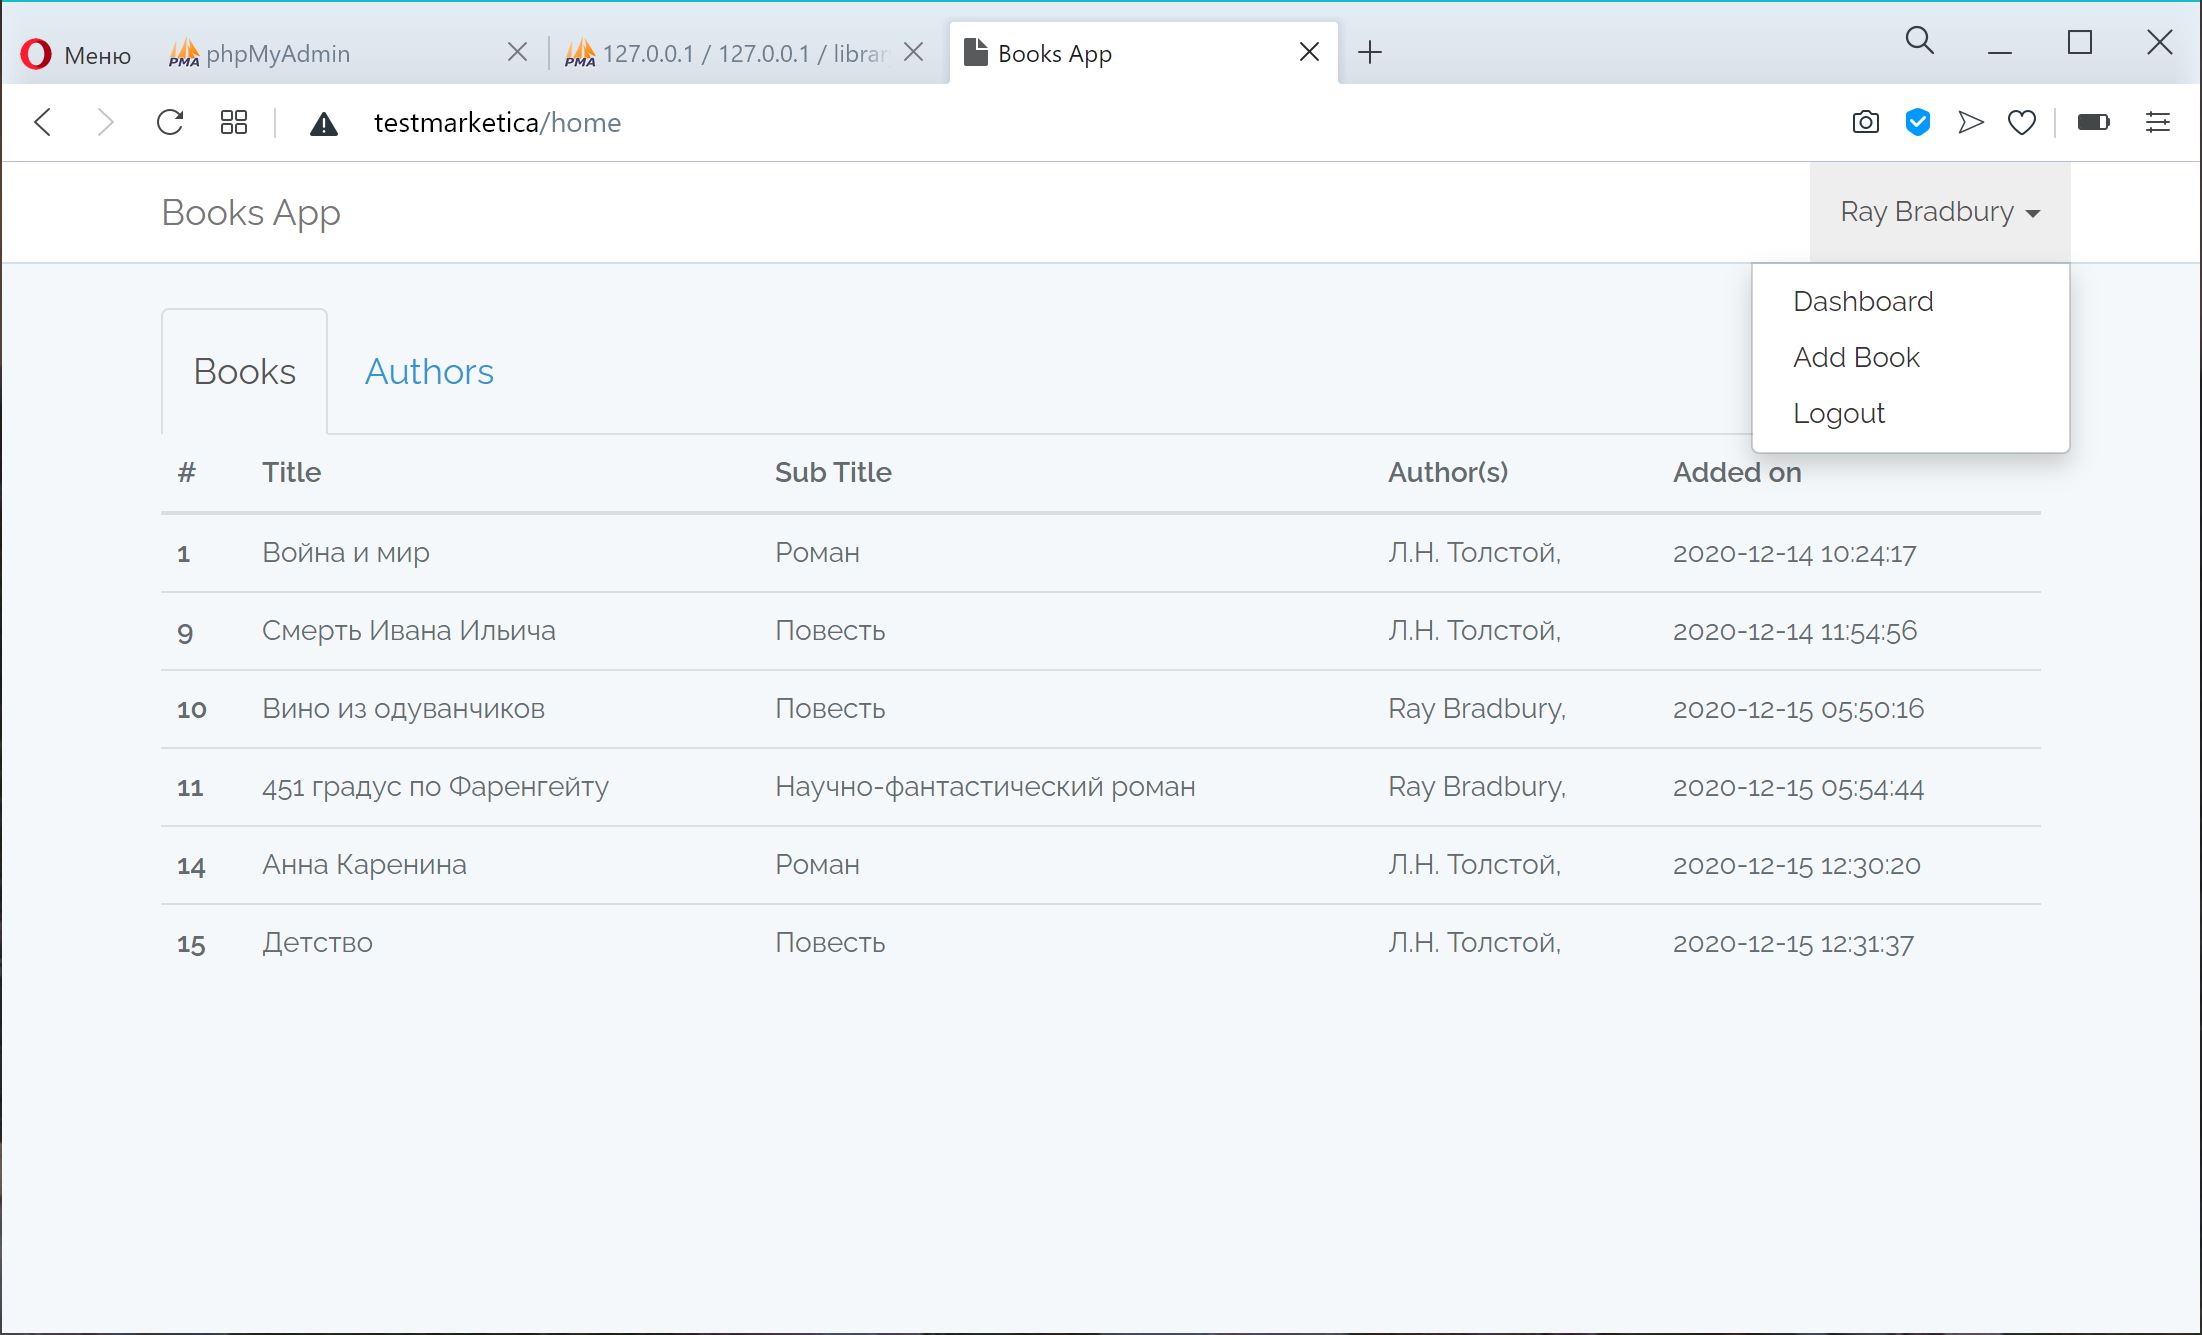 Меню
PMA phpMyAdmin
PMA 127.0.0.1 / 127.0.0.1 /
Books App
testmarketica/home
Books App
Ray Bradbury
Dashboard
Add Book
Logout
Books
Authors
# Title Sub Title Author(s) Added on
1 Война и мир Роман Л.Н. Толстой, 2020-12-14 10:24:17
9 Смерть Ивана Ильича Повесть Л.Н. Толстой, 2020-12-14 11:54:56
10 Вино из одуванчиков Повесть Ray Bradbury, 2020-12-15 05:50:16
11 451 градус по Фаренгейту Научно-фантастический роман Ray Bradbury, 2020-12-15 05:54:44
14 Анна Каренина Роман Л.Н. Толстой, 2020-12-15 12:30:20
15 Детство Повесть Л.Н. Толстой, 2020-12-15 12:31:37